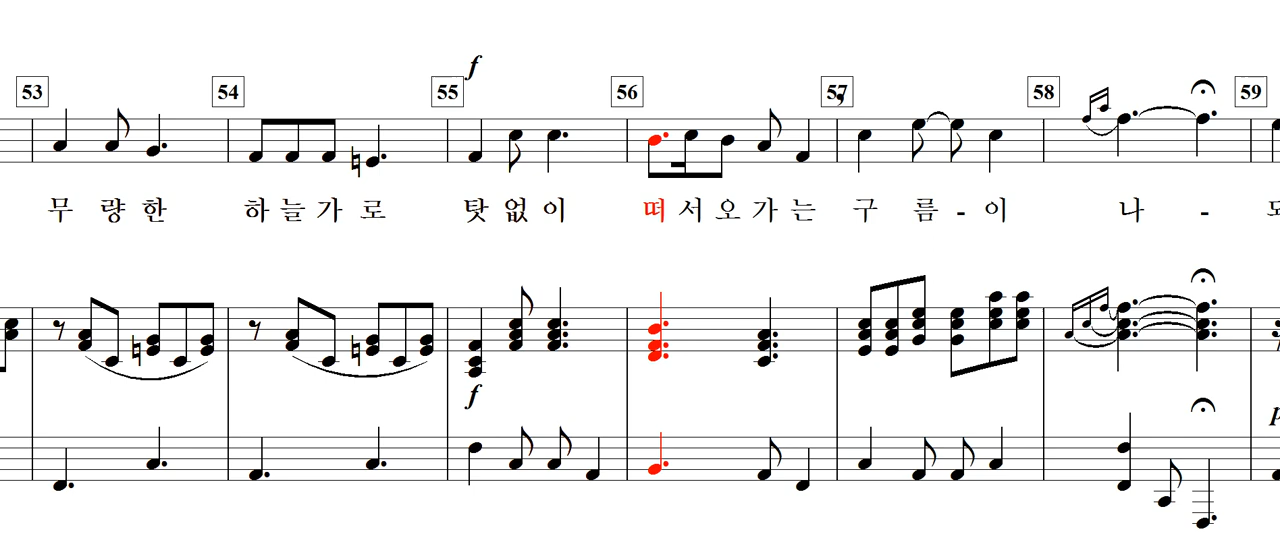 f
53 54 55 56 57 58 59
무 량 한 하 늘 가 로 탓 없 이 떠 서 오 가 는 구 름 - 이 나 -
f